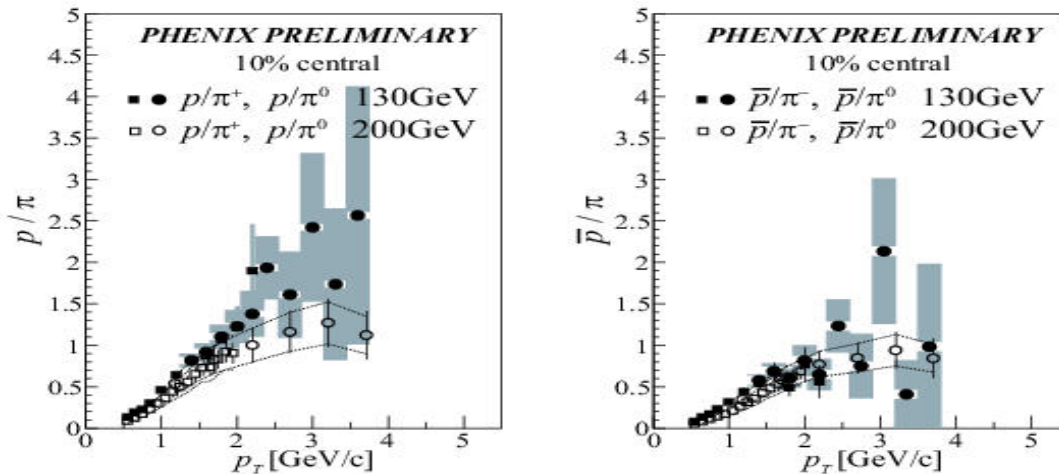 PHENIX PRELIMINARY
10% central
p/π⁺, p/π⁰ 130GeV
p/π⁺, p/π⁰ 200GeV
p/π
5
4.5
4
3.5
3
2.5
2
1.5
1
0.5
0
0 1 2 3 4 5
p_T [GeV/c]
PHENIX PRELIMINARY
10% central
p̅/π⁻, p̅/π⁰ 130GeV
p̅/π⁻, p̅/π⁰ 200GeV
p̅/π
5
4.5
4
3.5
3
2.5
2
1.5
1
0.5
0
0 1 2 3 4 5
p_T [GeV/c]